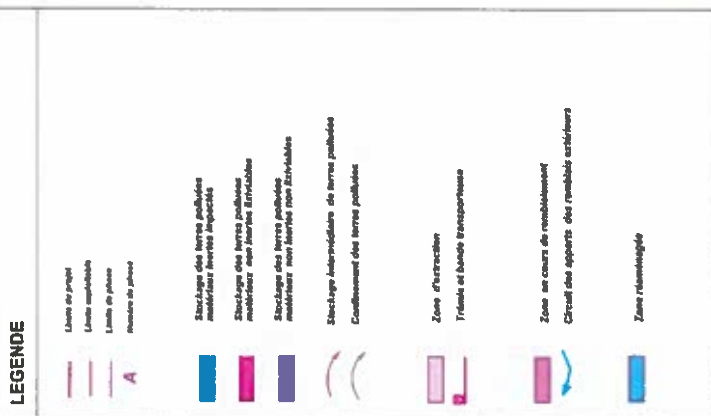 LEGENDE
Limite du projet
Limite exploitable
Limite de phase
A Numéro de phase
Stockage des terres polluées
matériaux inertes impactés
Stockage des terres polluées
matériaux non inertes lixiviables
Stockage des terres polluées
matériaux non inertes non lixiviables
Stockage intermédiaire de terres polluées
Confinement des terres polluées
Zone d'extraction
Trémie et bande transporteuse
Zone en cours de remblaiement
Circuit des apports des remblais extérieurs
Zone réaménagée